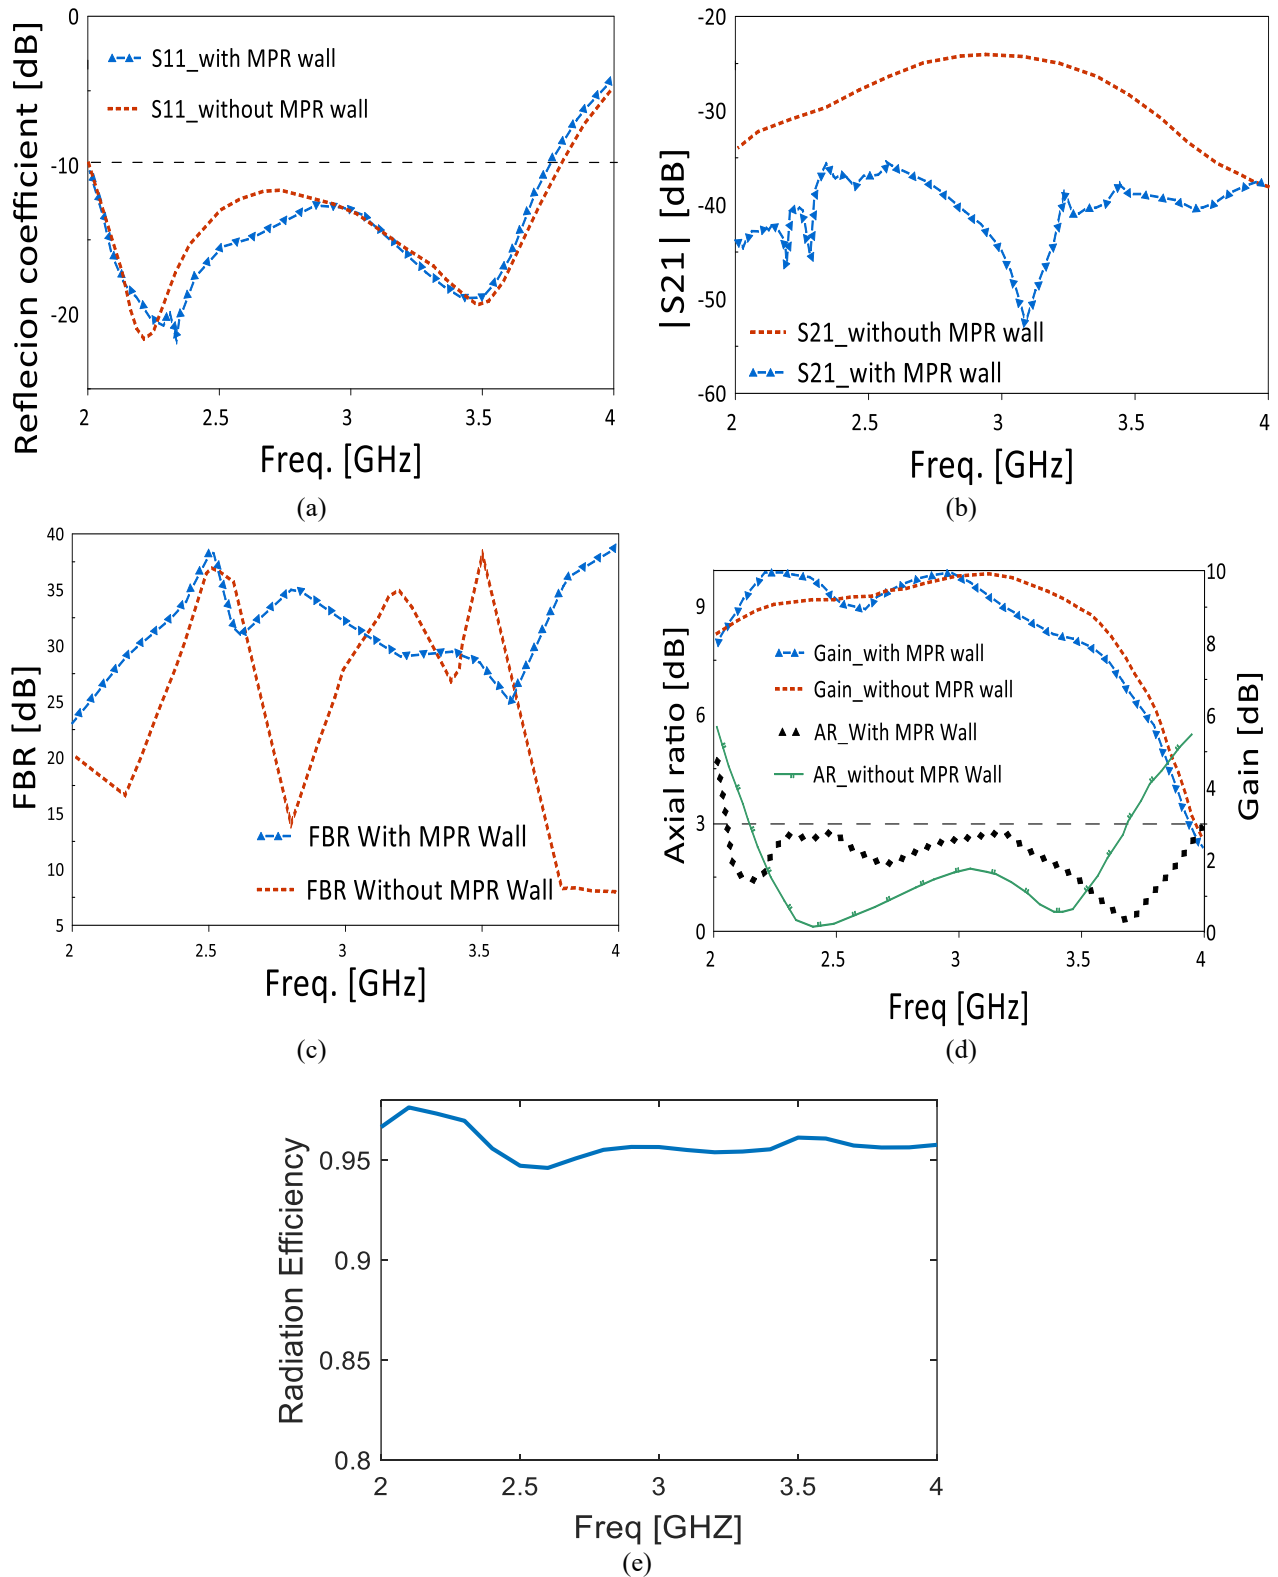 0
-10
-20
Reflecion coefficient [dB]
S11_with MPR wall
S11_without MPR wall
2
2.5
3
3.5
4
Freq. [GHz]
(a)
-20
-30
-40
-50
-60
|S21| [dB]
S21_withouth MPR wall
S21_with MPR wall
2
2.5
3
3.5
4
Freq. [GHz]
(b)
40
35
30
25
20
15
10
5
FBR [dB]
FBR With MPR Wall
FBR Without MPR Wall
2
2.5
3
3.5
4
Freq. [GHz]
(c)
9
6
3
0
Axial ratio [dB]
Gain_with MPR wall
Gain_without MPR wall
AR_With MPR Wall
AR_without MPR Wall
10
8
6
4
2
0
Gain [dB]
2
2.5
3
3.5
4
Freq [GHz]
(d)
0.95
0.9
0.85
0.8
Radiation Efficiency
2
2.5
3
3.5
4
Freq [GHZ]
(e)